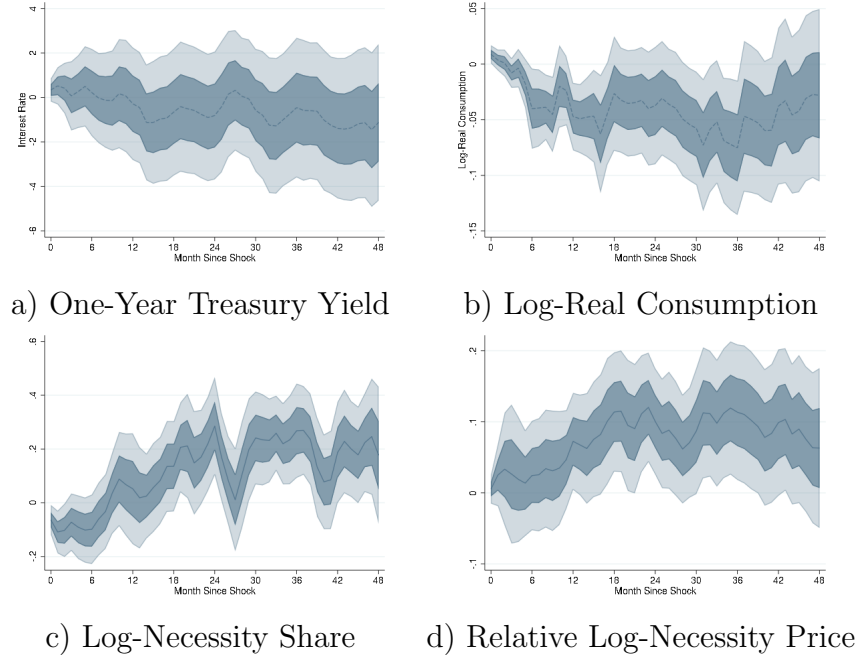 4
2
0
-2
-4
-6
Interest Rate
0 6 12 18 24 30 36 42 48
Month Since Shock
a) One-Year Treasury Yield
.05
0
-.05
-.1
-.15
Log-Real Consumption
0 6 12 18 24 30 36 42 48
Month Since Shock
b) Log-Real Consumption
.6
.4
.2
0
-.2
0 6 12 18 24 30 36 42 48
Month Since Shock
c) Log-Necessity Share
.2
.1
0
-.1
0 6 12 18 24 30 36 42 48
Month Since Shock
d) Relative Log-Necessity Price